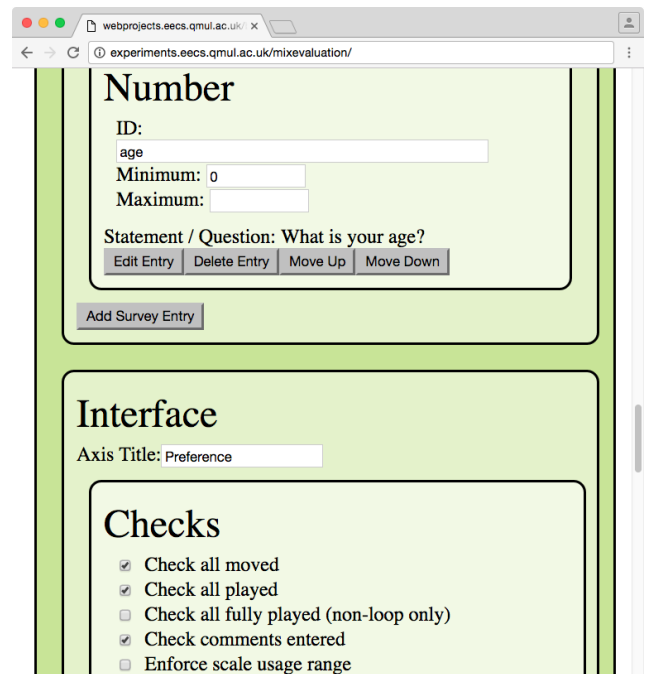 webprojects.eecs.qmul.ac.uk/
experiments.eecs.qmul.ac.uk/mixevaluation/
Number
ID:
age
Minimum: 0
Maximum:
Statement / Question: What is your age?
Edit Entry Delete Entry Move Up Move Down
Add Survey Entry
Interface
Axis Title: Preference
Checks
Check all moved
Check all played
Check all fully played (non-loop only)
Check comments entered
Enforce scale usage range